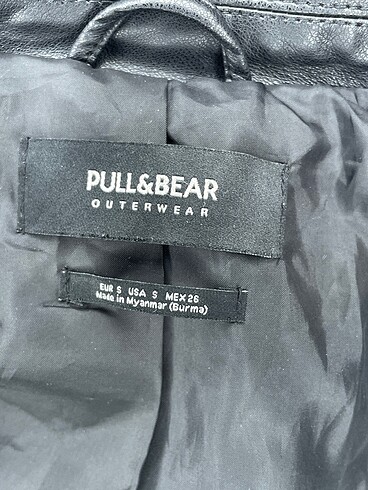 PULL&BEAR
OUTERWEAR
EUR S USA S MEX 26
Made in Myanmar (Burma)